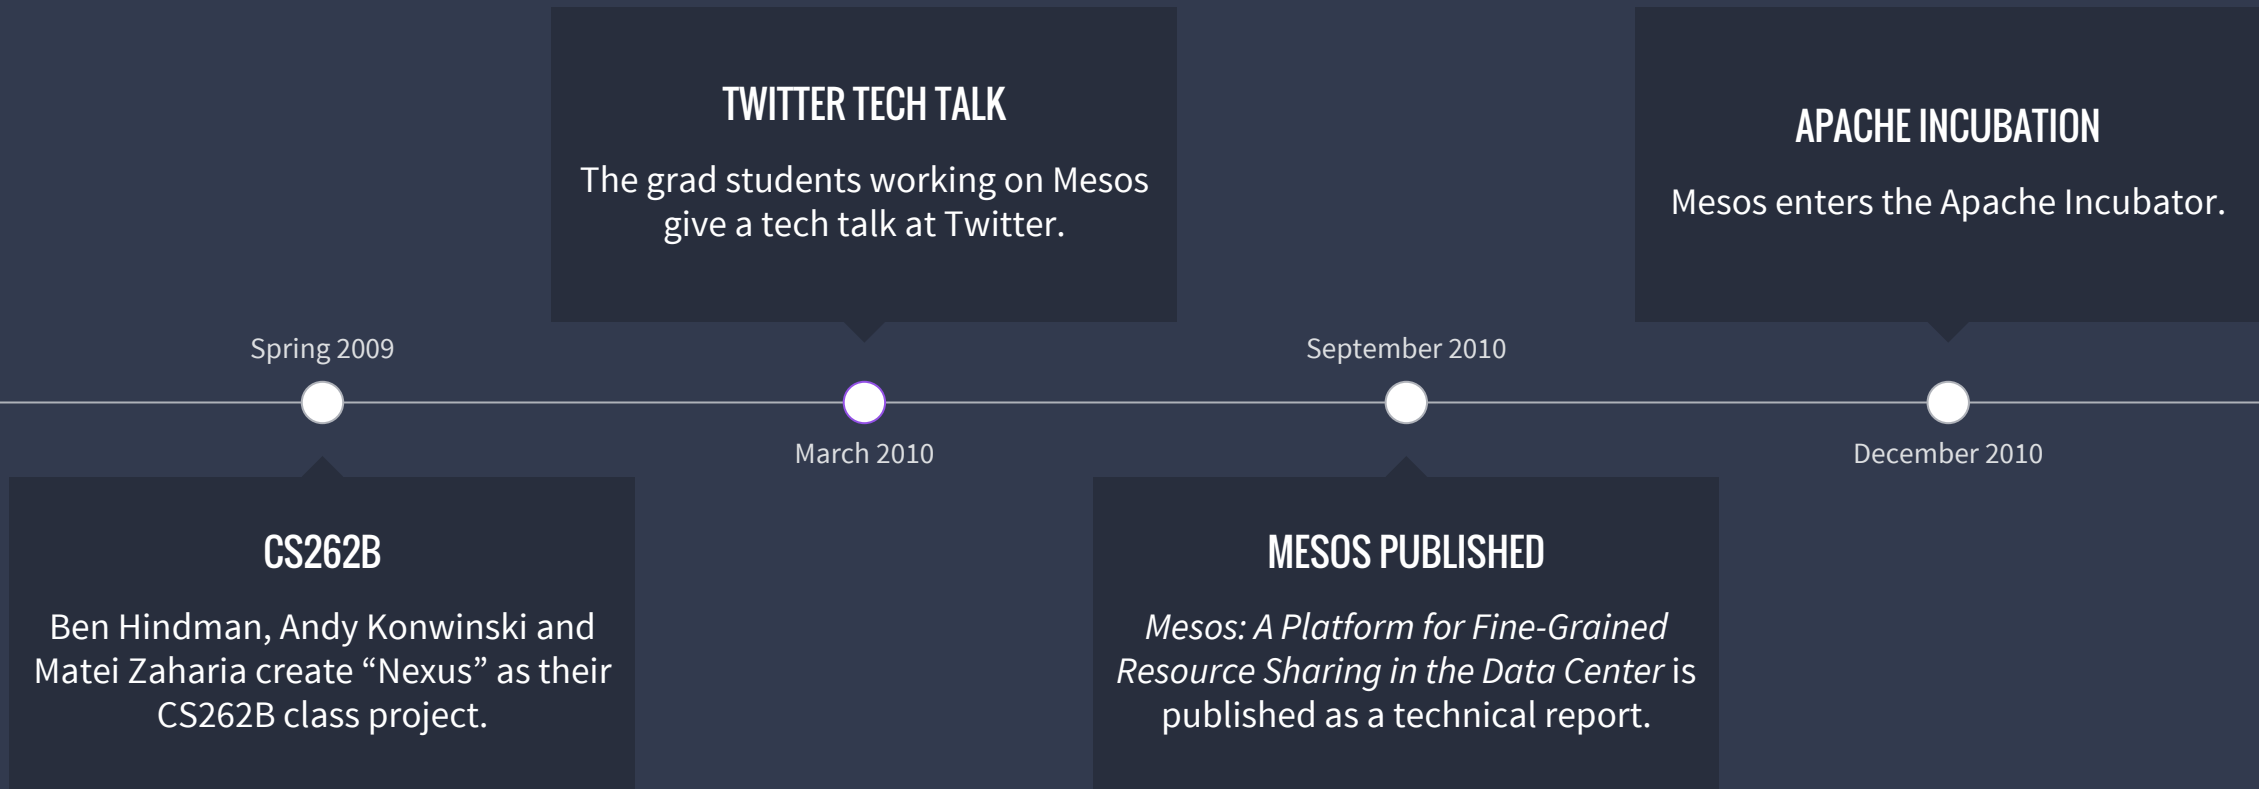 TWITTER TECH TALK
The grad students working on Mesos
give a tech talk at Twitter.
APACHE INCUBATION
Mesos enters the Apache Incubator.
Spring 2009
September 2010
March 2010
December 2010
CS262B
Ben Hindman, Andy Konwinski and
Matei Zaharia create “Nexus” as their
CS262B class project.
MESOS PUBLISHED
Mesos: A Platform for Fine-Grained
Resource Sharing in the Data Center is
published as a technical report.